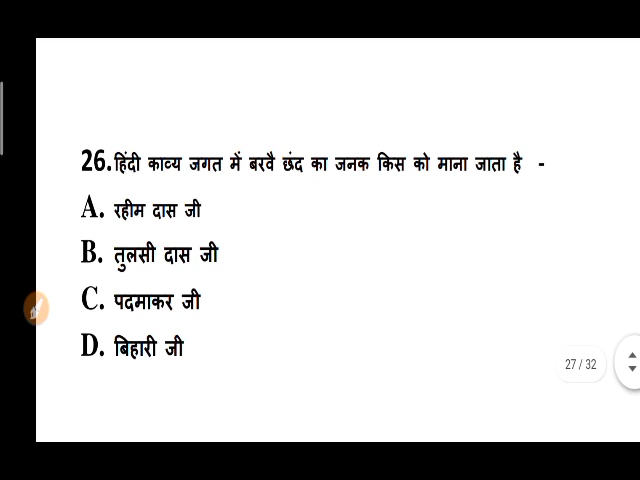 26.हिंदी काव्य जगत में बरवै छंद का जनक किस को माना जाता है -
A. रहीम दास जी
B. तुलसी दास जी
C. पदमाकर जी
D. बिहारी जी
27 / 32